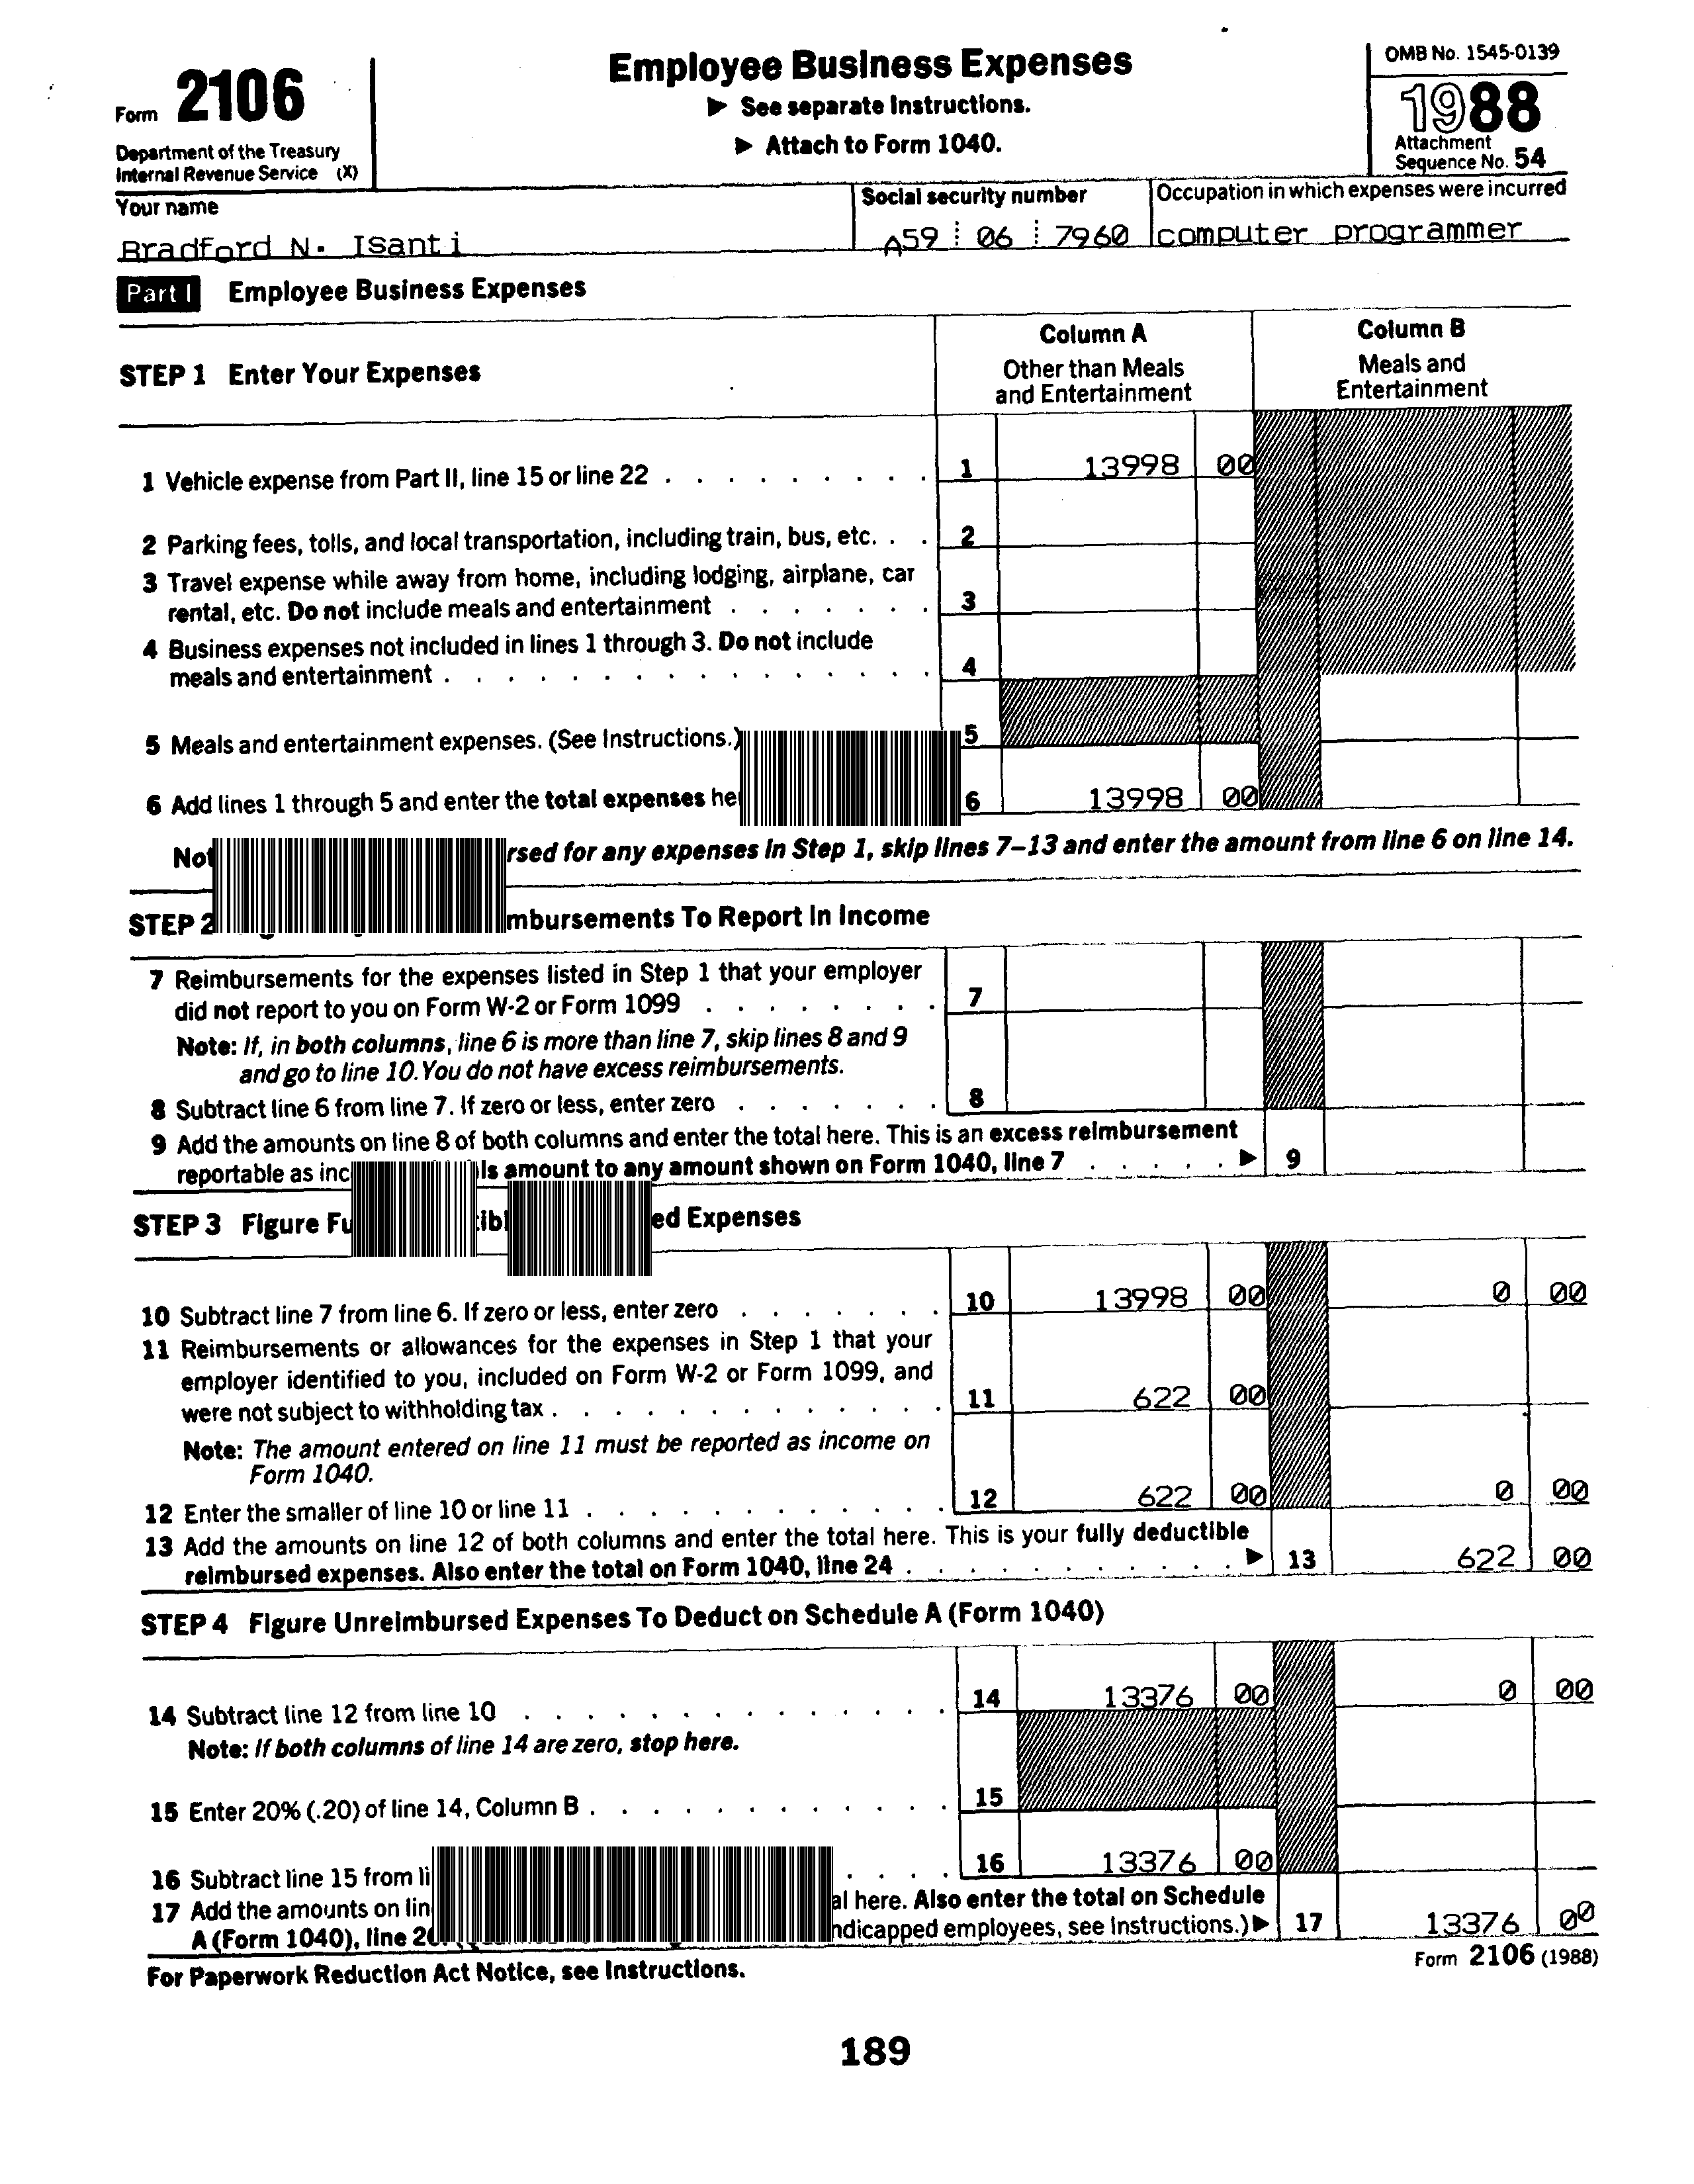 Form 2106
Department of the Treasury
Internal Revenue Service (X)
Employee Business Expenses
▶ See separate Instructions.
▶ Attach to Form 1040.
OMB No. 1545-0139
1988
Attachment
Sequence No. 54
Your name
Bradford N. Isanti
Social security number
A59 06 7960
Occupation in which expenses were incurred
computer programmer
Part I Employee Business Expenses
STEP 1 Enter Your Expenses
Column A
Other than Meals
and Entertainment
Column B
Meals and
Entertainment
1 Vehicle expense from Part II, line 15 or line 22 . . . . . . . . . 1 13998 00
2 Parking fees, tolls, and local transportation, including train, bus, etc. . . 2
3 Travel expense while away from home, including lodging, airplane, car
rental, etc. Do not include meals and entertainment . . . . . . . 3
4 Business expenses not included in lines 1 through 3. Do not include
meals and entertainment . . . . . . . . . . . . . . . 4
5 Meals and entertainment expenses. (See Instructions.) 5
6 Add lines 1 through 5 and enter the total expenses 6 13998 00
for any expenses in Step 1, skip lines 7–13 and enter the amount from line 6 on line 14.
STEP 2 To Report In Income
7 Reimbursements for the expenses listed in Step 1 that your employer
did not report to you on Form W-2 or Form 1099 . . . . . . . . 7
Note: If, in both columns, line 6 is more than line 7, skip lines 8 and 9
and go to line 10. You do not have excess reimbursements.
8 Subtract line 6 from line 7. If zero or less, enter zero . . . . . . . 8
9 Add the amounts on line 8 of both columns and enter the total here. This is an excess reimbursement
reportable as amount to any amount shown on Form 1040, line 7 . . . . . ▶ 9
STEP 3 Figure Expenses
10 Subtract line 7 from line 6. If zero or less, enter zero . . . . . . . 10 13998 00 0 00
11 Reimbursements or allowances for the expenses in Step 1 that your
employer identified to you, included on Form W-2 or Form 1099, and
were not subject to withholding tax . . . . . . . . . . . . . 11 622 00
Note: The amount entered on line 11 must be reported as income on
Form 1040.
12 Enter the smaller of line 10 or line 11 . . . . . . . . . . . . 12 622 00 0 00
13 Add the amounts on line 12 of both columns and enter the total here. This is your fully deductible
reimbursed expenses. Also enter the total on Form 1040, line 24 . . . . . . . . . . . ▶ 13 622 00
STEP 4 Figure Unreimbursed Expenses To Deduct on Schedule A (Form 1040)
14 Subtract line 12 from line 10 . . . . . . . . . . . . . . 14 13376 00 0 00
Note: If both columns of line 14 are zero, stop here.
15 Enter 20% (.20) of line 14, Column B . . . . . . . . . . . . 15
16 Subtract line 15 from . . . . 16 13376 00
17 Add the amounts on here. Also enter the total on Schedule
A (Form 1040), line employees, see Instructions.) ▶ 17 13376 00
For Paperwork Reduction Act Notice, see Instructions.
Form 2106 (1988)
189